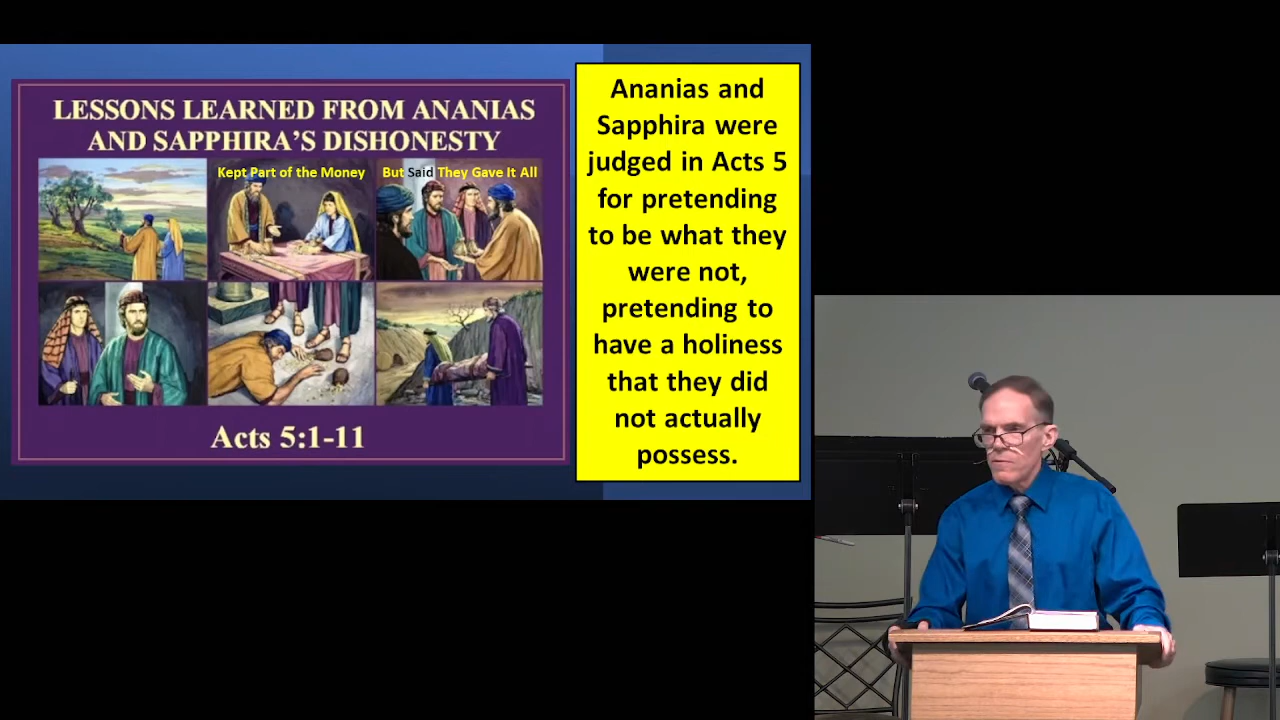 LESSONS LEARNED FROM ANANIAS
AND SAPPHIRA'S DISHONESTY
Kept Part of the Money
But Said They Gave It All
Acts 5:1-11
Ananias and
Sapphira were
judged in Acts 5
for pretending
to be what they
were not,
pretending to
have a holiness
that they did
not actually
possess.